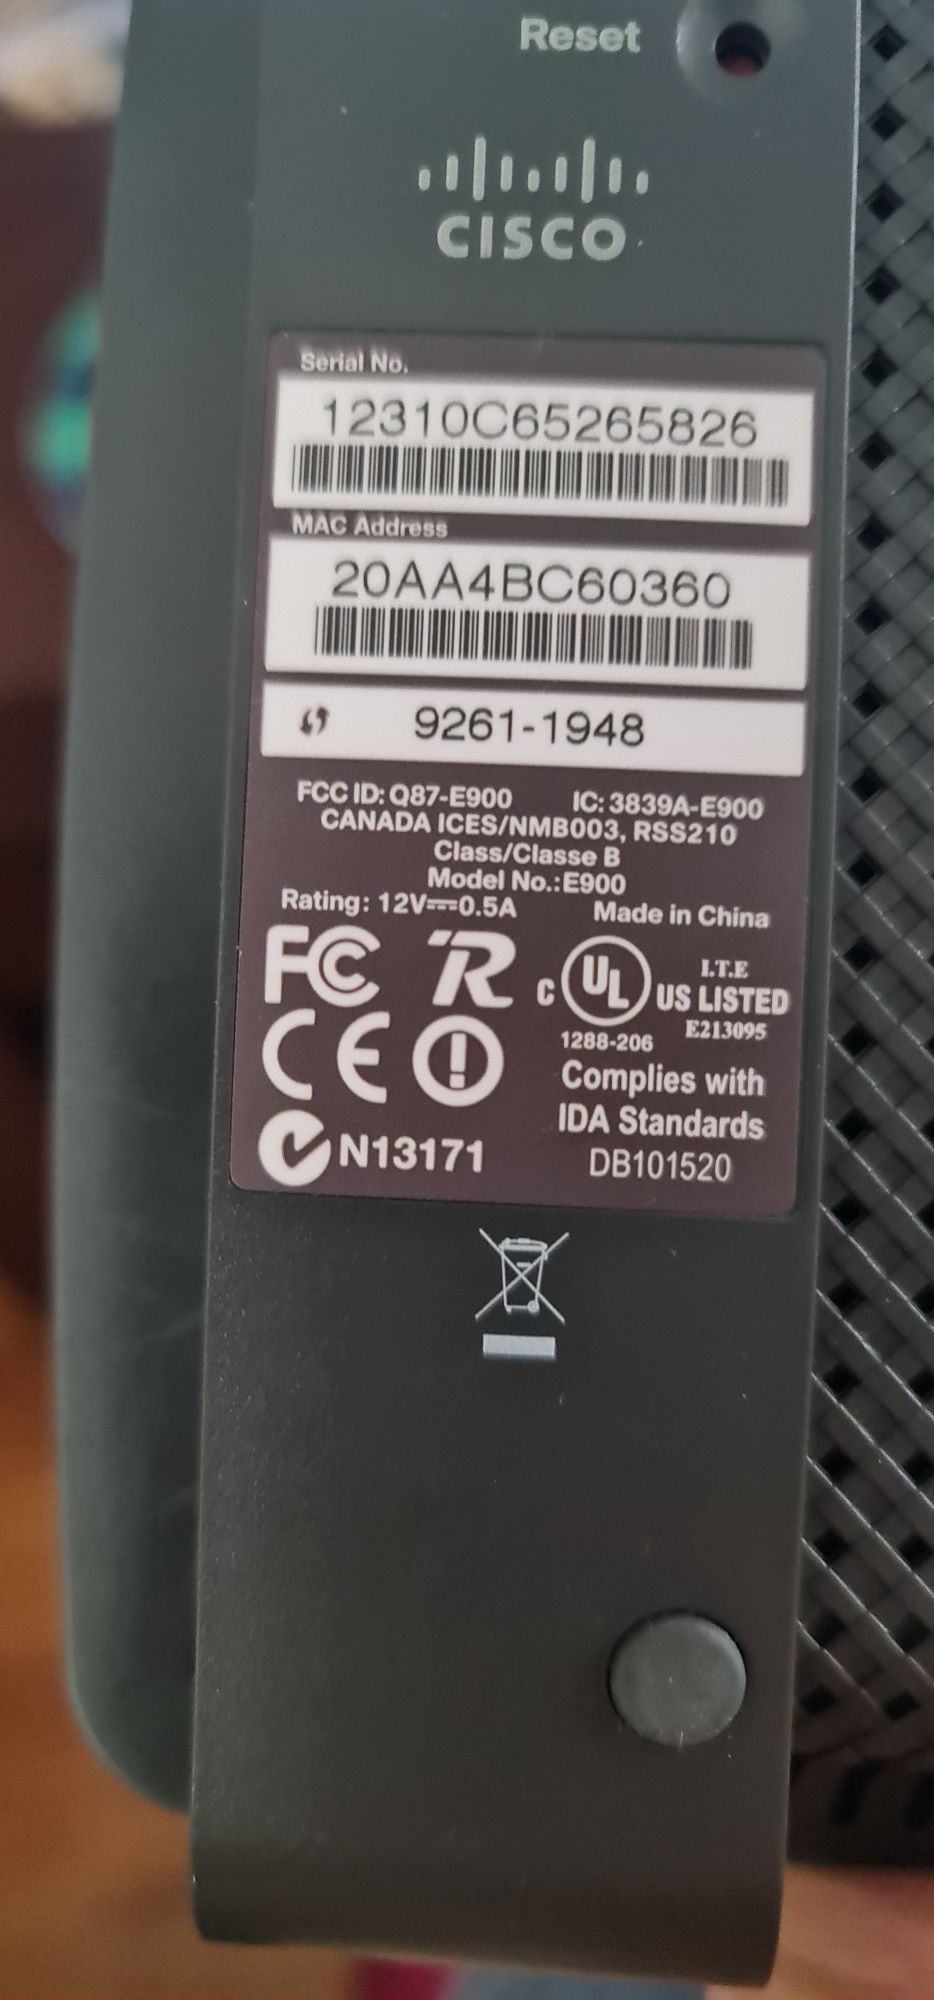 Reset
CISCO
Serial No.
12310C65265826
MAC Address
20AA4BC60360
9261-1948
FCC ID: Q87-E900 IC: 3839A-E900
CANADA ICES/NMB003, RSS210
Class/Classe B
Model No.:E900
Rating: 12V⎓0.5A Made in China
FC R C UL US LISTED I.T.E E213095
1288-206
CE Complies with
IDA Standards
N13171 DB101520